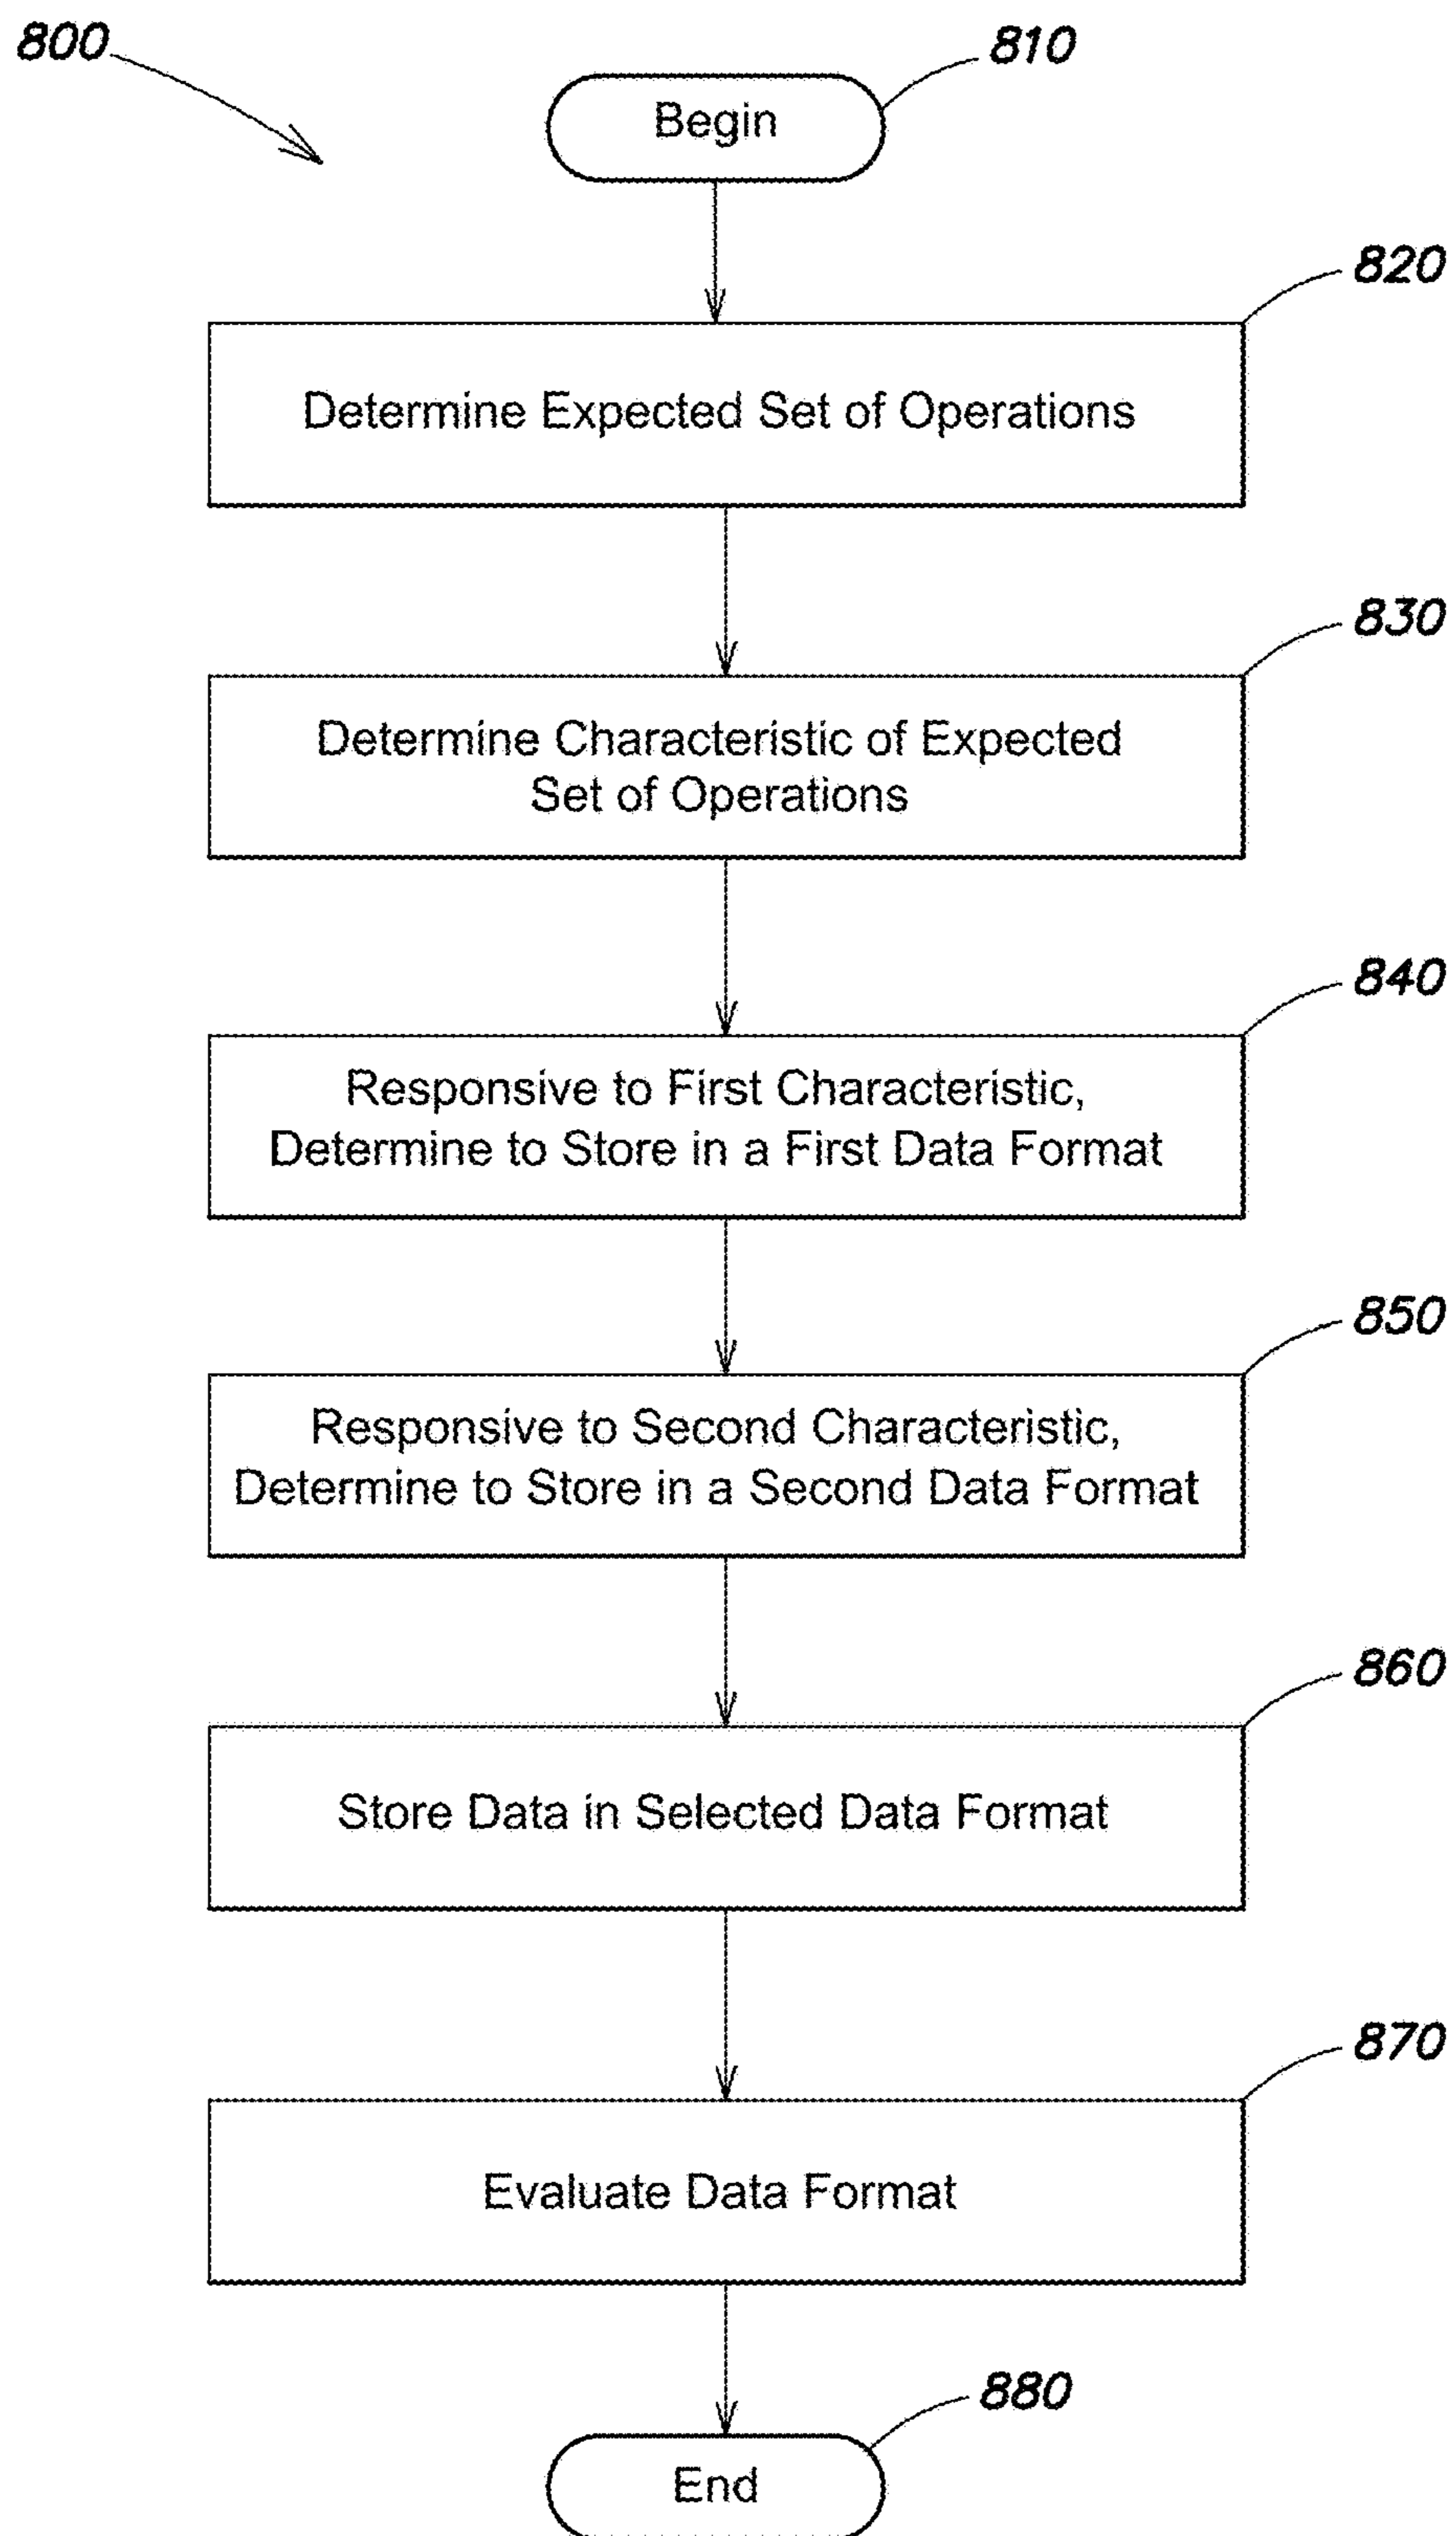 800
810
Begin
820
Determine Expected Set of Operations
830
Determine Characteristic of Expected
Set of Operations
840
Responsive to First Characteristic,
Determine to Store in a First Data Format
850
Responsive to Second Characteristic,
Determine to Store in a Second Data Format
860
Store Data in Selected Data Format
870
Evaluate Data Format
880
End